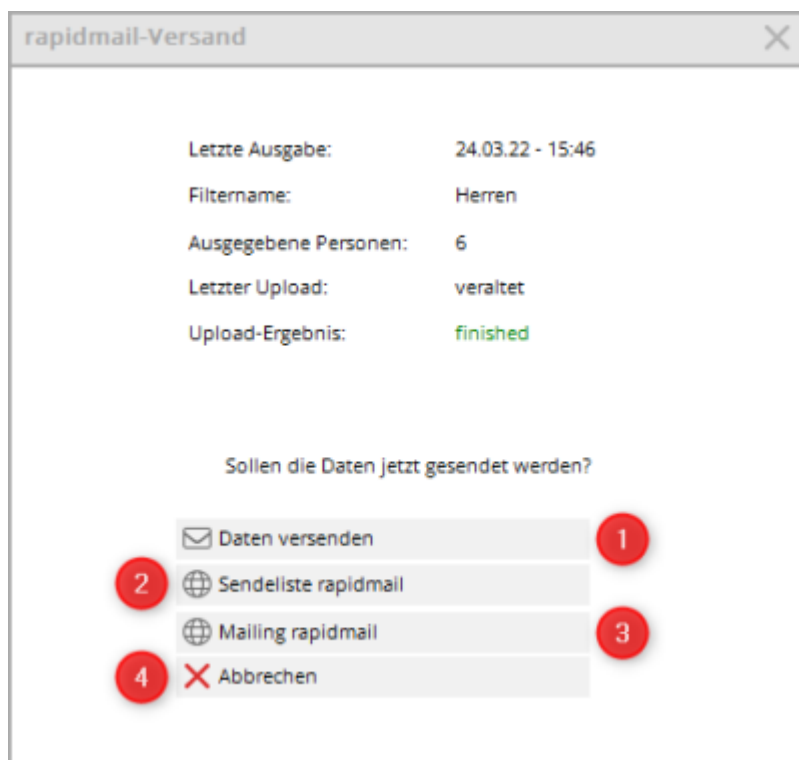 rapidmail-Versand
Letzte Ausgabe: 24.03.22 - 15:46
Filtername: Herren
Ausgegebene Personen: 6
Letzter Upload: veraltet
Upload-Ergebnis: finished
Sollen die Daten jetzt gesendet werden?
Daten versenden 1
2 Sendeliste rapidmail
Mailing rapidmail 3
4 Abbrechen